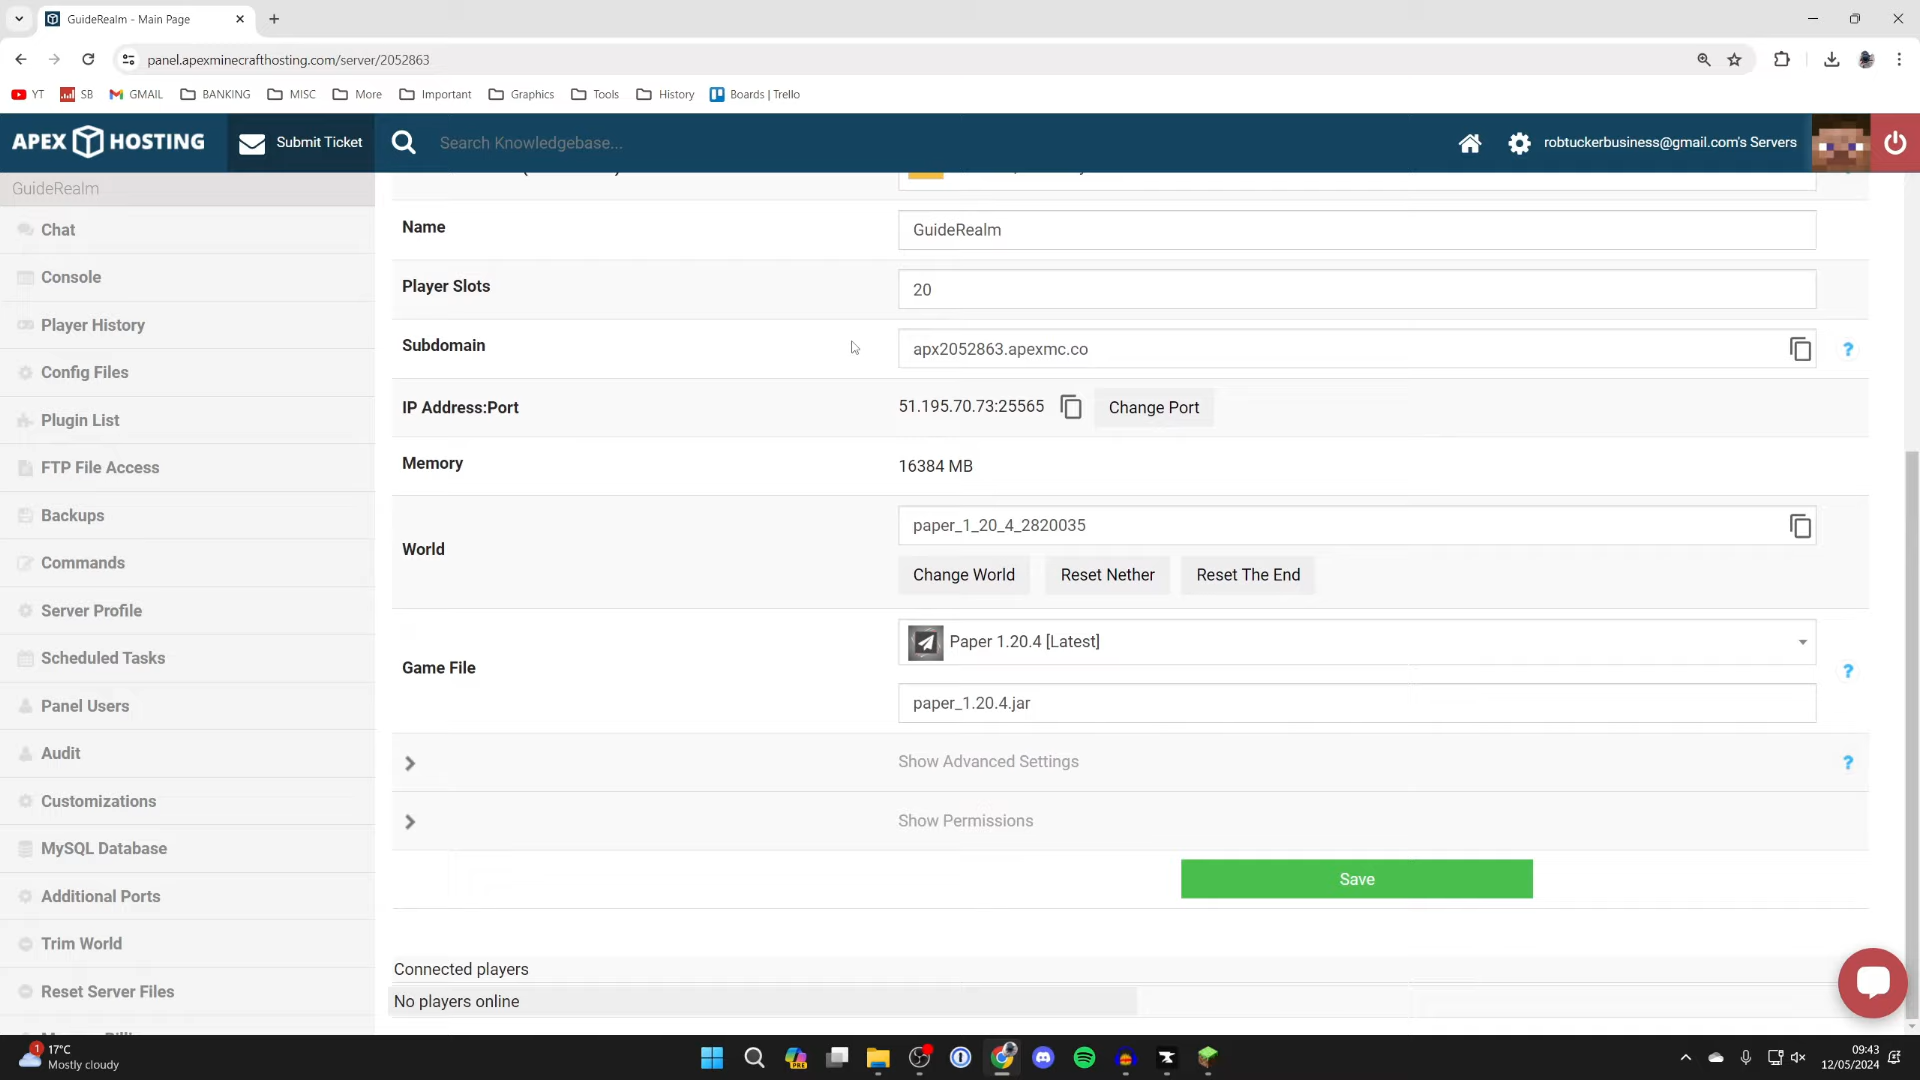 GuideRealm - Main Page
panel.apexminecrafthosting.com/server/2052863
YT SB GMAIL BANKING MISC More Important Graphics Tools History Boards | Trello
APEX HOSTING Submit Ticket Search Knowledgebase... robtuckerbusiness@gmail.com's Servers
GuideRealm
Chat
Console
Player History
Config Files
Plugin List
FTP File Access
Backups
Commands
Server Profile
Scheduled Tasks
Panel Users
Audit
Customizations
MySQL Database
Additional Ports
Trim World
Reset Server Files
Name GuideRealm
Player Slots 20
Subdomain apx2052863.apexmc.co ?
IP Address:Port 51.195.70.73:25565 Change Port
Memory 16384 MB
World paper_1_20_4_2820035
Change World Reset Nether Reset The End
Game File Paper 1.20.4 [Latest] ?
paper_1.20.4.jar
Show Advanced Settings ?
Show Permissions
Save
Connected players
No players online
1 17°C
Mostly cloudy
PRE
09:43
12/05/2024